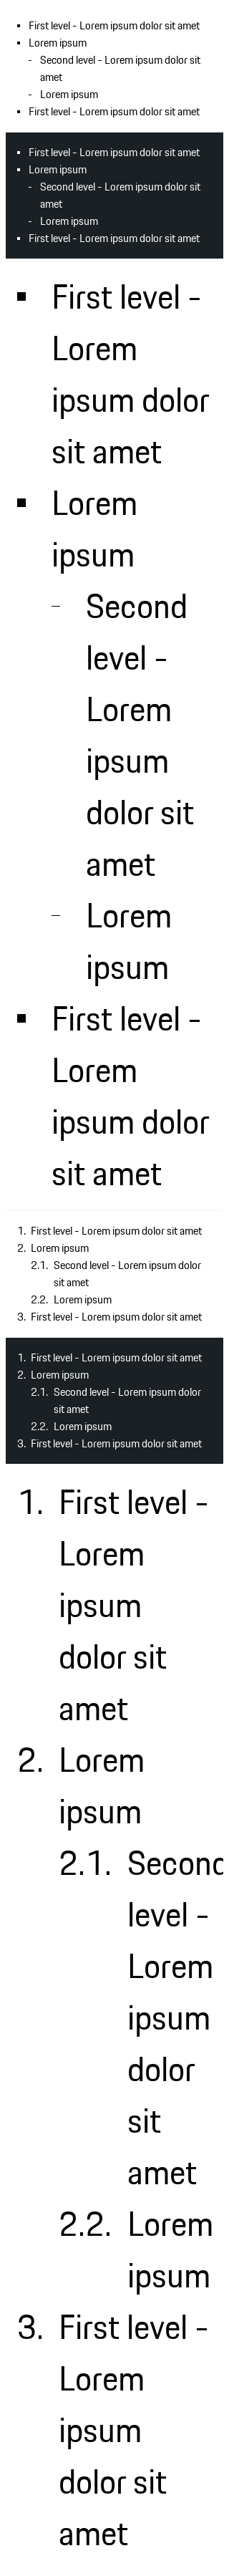 ▪ First level - Lorem ipsum dolor sit amet
▪ Lorem ipsum
- Second level - Lorem ipsum dolor sit
amet
- Lorem ipsum
▪ First level - Lorem ipsum dolor sit amet
▪ First level - Lorem ipsum dolor sit amet
▪ Lorem ipsum
- Second level - Lorem ipsum dolor sit
amet
- Lorem ipsum
▪ First level - Lorem ipsum dolor sit amet
▪ First level -
Lorem
ipsum dolor
sit amet
▪ Lorem
ipsum
– Second
level -
Lorem
ipsum
dolor sit
amet
– Lorem
ipsum
▪ First level -
Lorem
ipsum dolor
sit amet
1. First level - Lorem ipsum dolor sit amet
2. Lorem ipsum
2.1. Second level - Lorem ipsum dolor
sit amet
2.2. Lorem ipsum
3. First level - Lorem ipsum dolor sit amet
1. First level - Lorem ipsum dolor sit amet
2. Lorem ipsum
2.1. Second level - Lorem ipsum dolor
sit amet
2.2. Lorem ipsum
3. First level - Lorem ipsum dolor sit amet
1. First level -
Lorem
ipsum
dolor sit
amet
2. Lorem
ipsum
2.1. Second
level -
Lorem
ipsum
dolor
sit
amet
2.2. Lorem
ipsum
3. First level -
Lorem
ipsum
dolor sit
amet